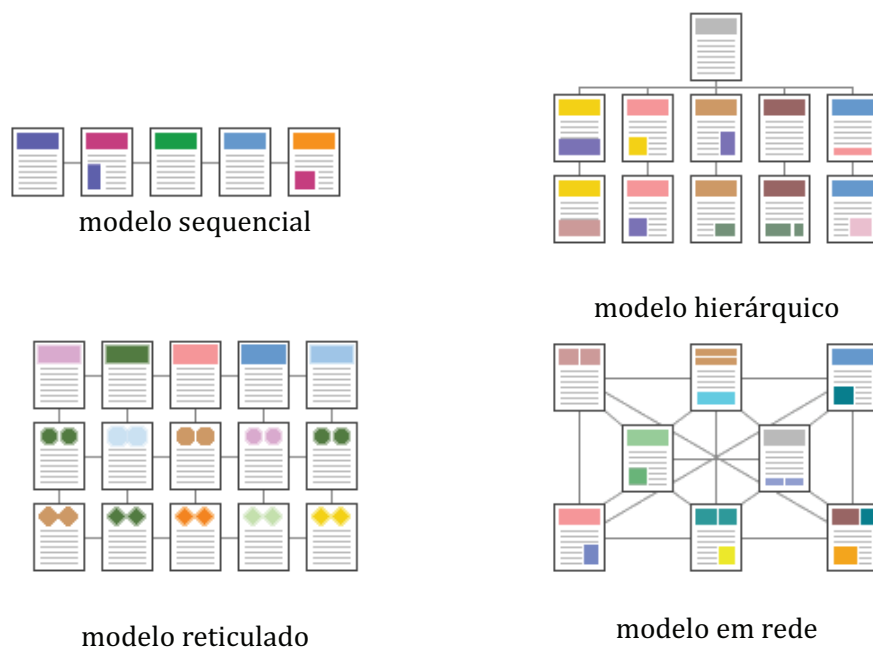 modelo sequencial
modelo hierárquico
modelo reticulado
modelo em rede